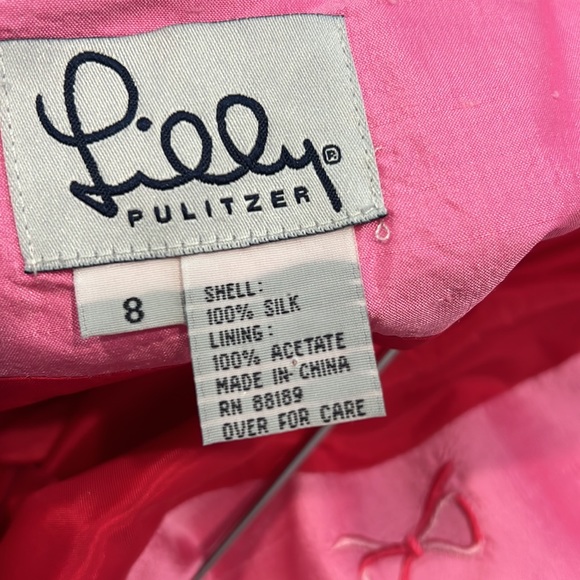 Lilly®
PULITZER
8
SHELL:
100% SILK
LINING:
100% ACETATE
MADE IN CHINA
RN 88189
OVER FOR CARE